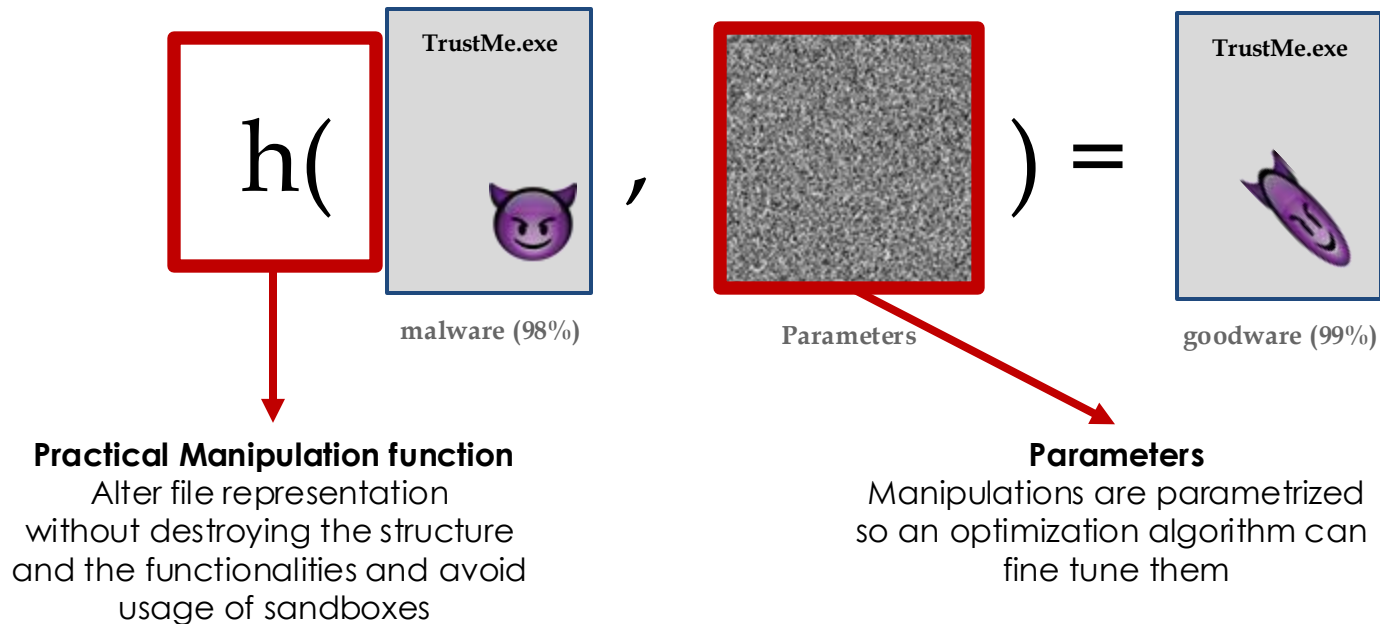 TrustMe.exe
TrustMe.exe
h( , ) =
malware (98%)
Parameters
goodware (99%)
Practical Manipulation function
Alter file representation
without destroying the structure
and the functionalities and avoid
usage of sandboxes
Parameters
Manipulations are parametrized
so an optimization algorithm can
fine tune them